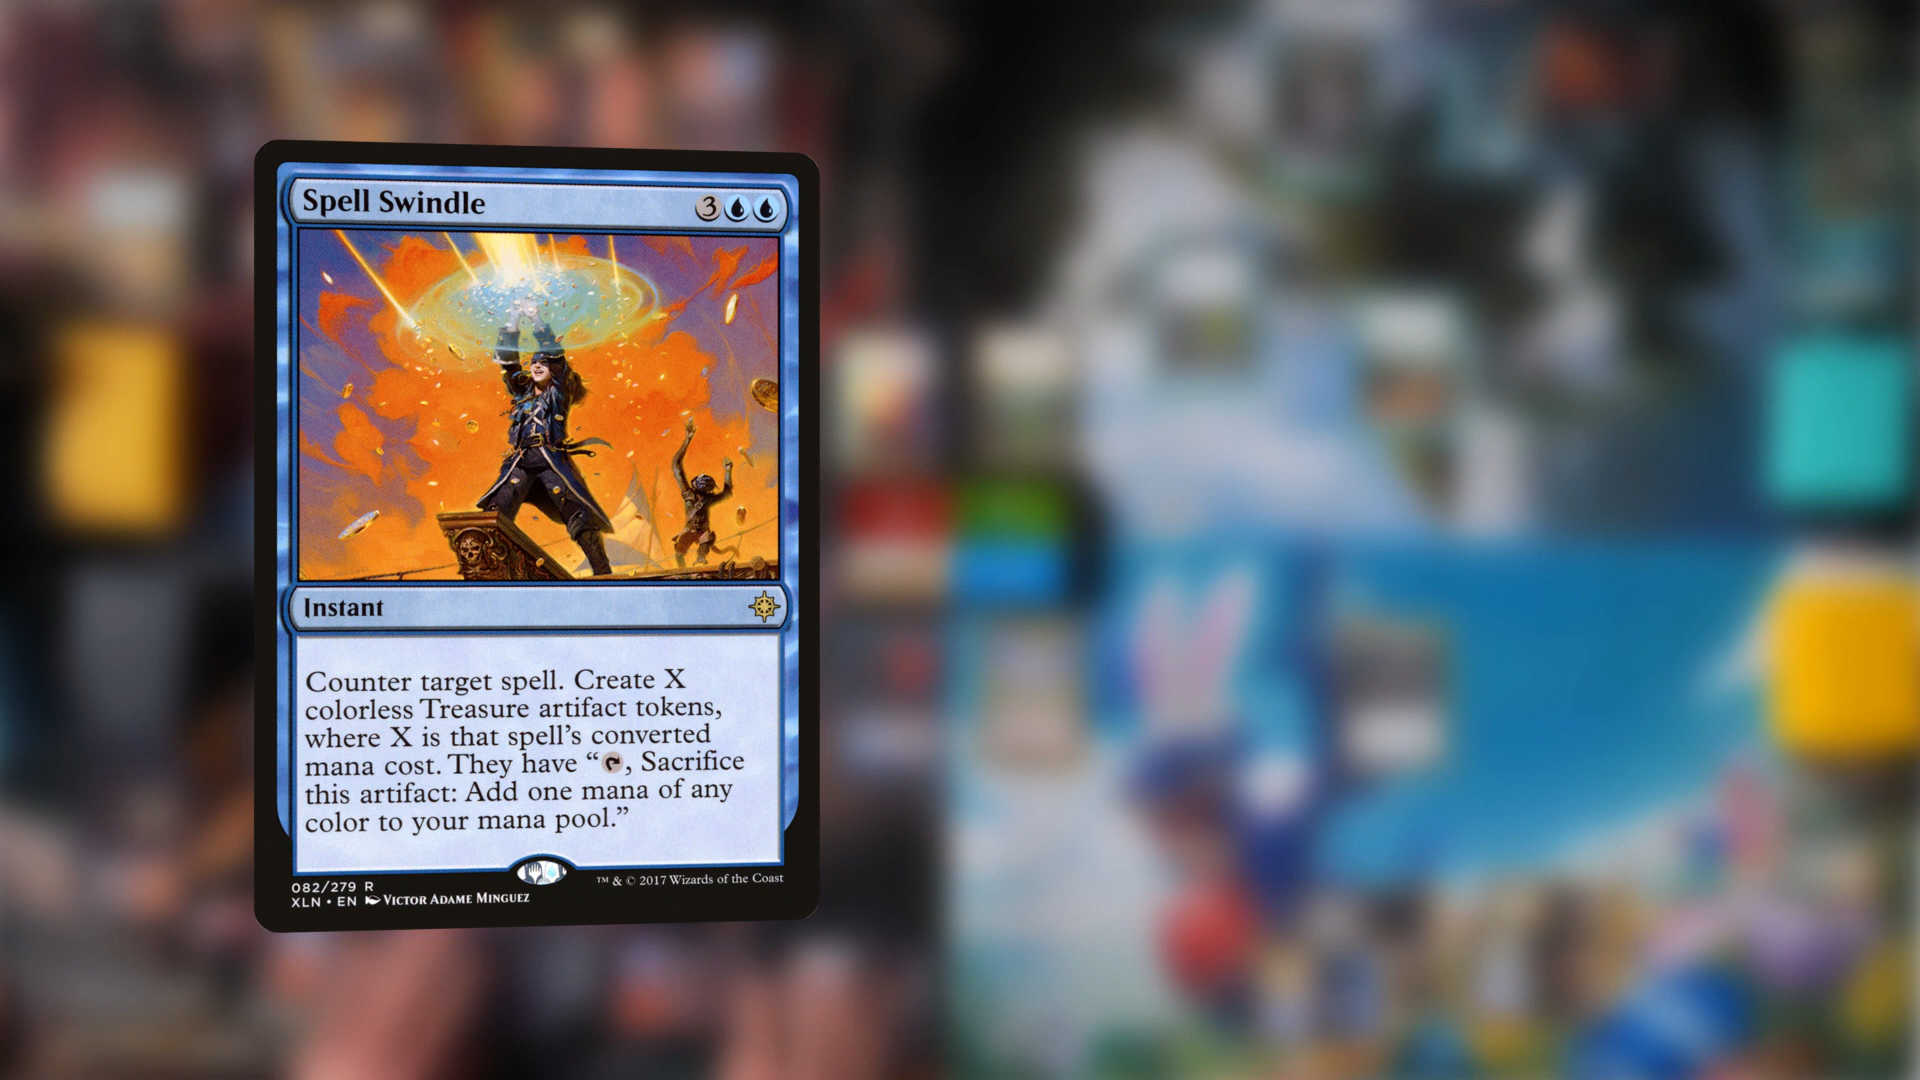 Spell Swindle 3
Instant
Counter target spell. Create X
colorless Treasure artifact tokens,
where X is that spell's converted
mana cost. They have “, Sacrifice
this artifact: Add one mana of any
color to your mana pool.”
082/279 R
XLN • EN VICTOR ADAME MINGUEZ
™ & © 2017 Wizards of the Coast